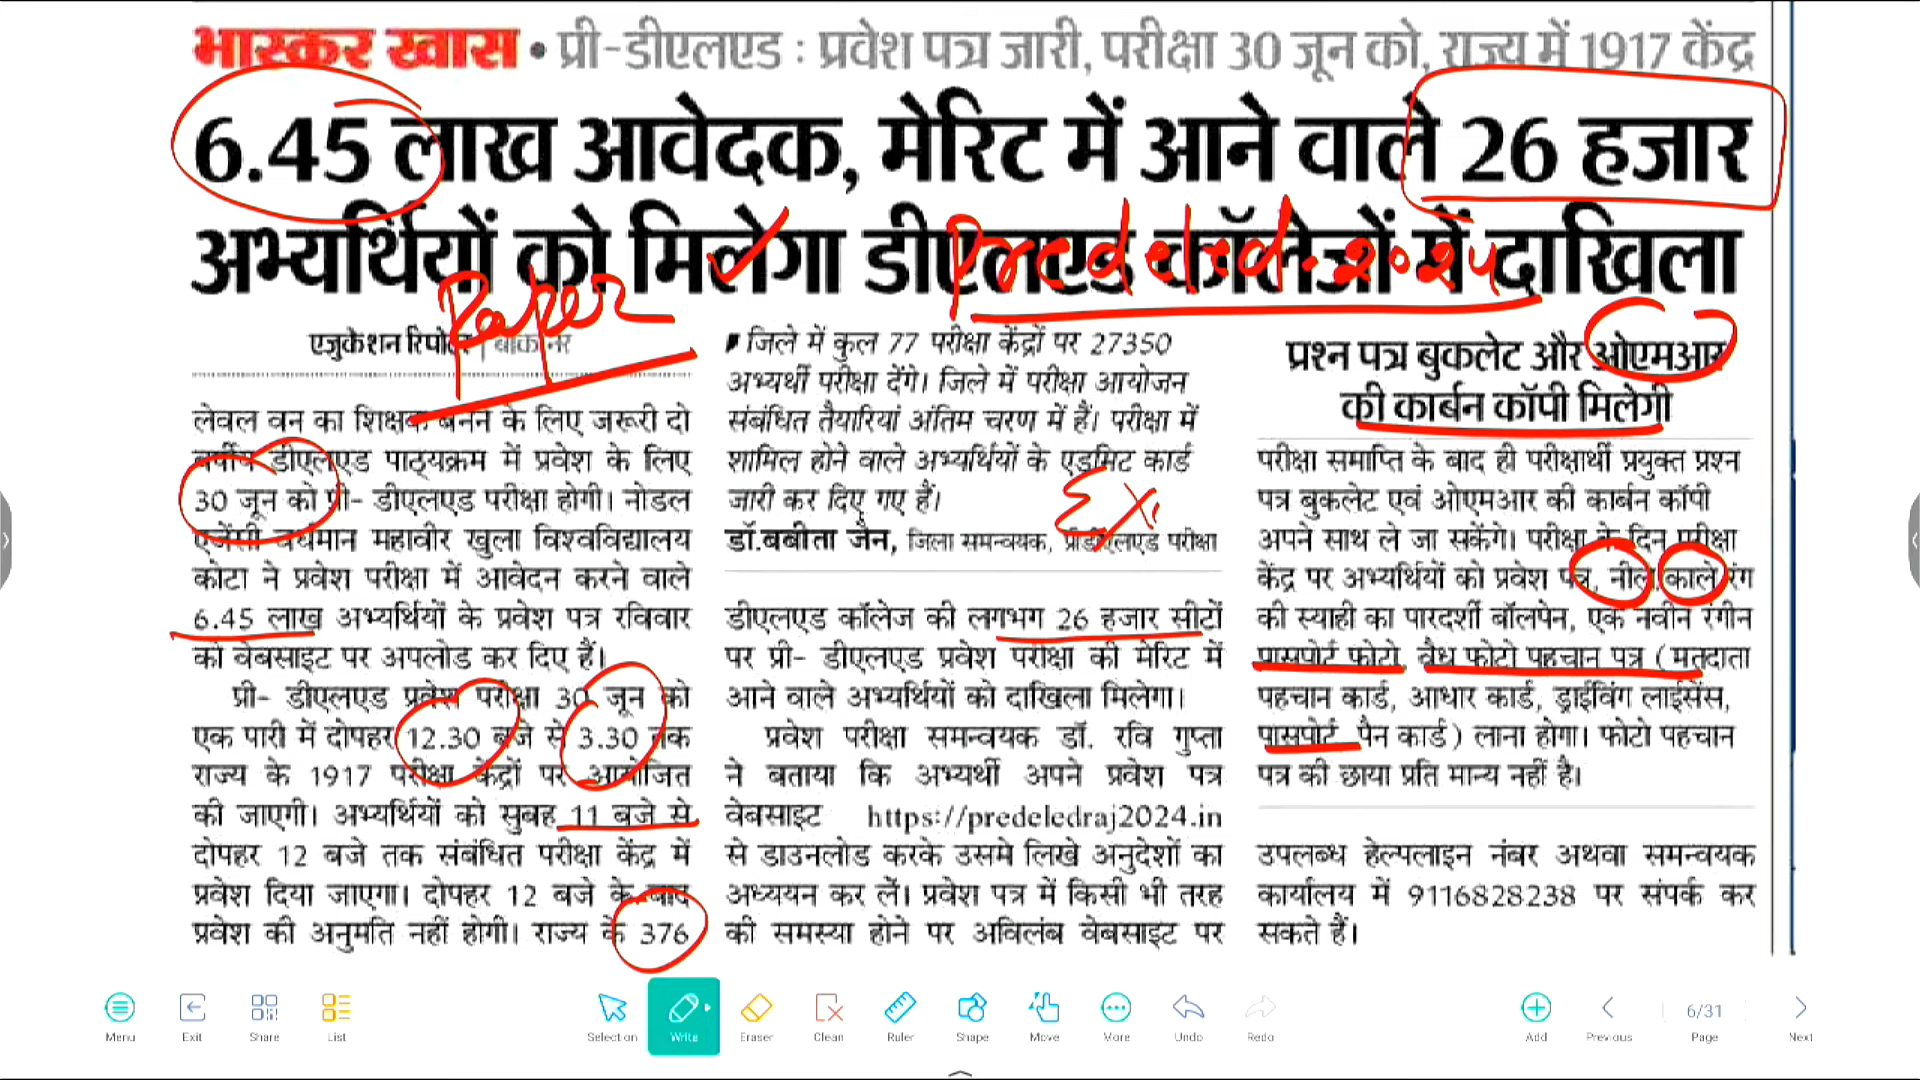 भास्कर खास • प्री-डीएलएड : प्रवेश पत्र जारी, परीक्षा 30 जून को, राज्य में 1917 केंद्र
6.45 लाख आवेदक, मेरिट में आने वाले 26 हजार
अभ्यर्थियों को मिलेगा डीएलएड कॉलेजों में दाखिला
Predeled.2024
Paper
एजुकेशन रिपोर्टर | बीकानेर
लेवल वन का शिक्षक बनने के लिए जरूरी दो
वर्षीय डीएलएड पाठ्यक्रम में प्रवेश के लिए
30 जून को प्री- डीएलएड परीक्षा होगी। नोडल
एजेंसी वर्धमान महावीर खुला विश्वविद्यालय
कोटा ने प्रवेश परीक्षा में आवेदन करने वाले
6.45 लाख अभ्यर्थियों के प्रवेश पत्र रविवार
को वेबसाइट पर अपलोड कर दिए हैं।
प्री- डीएलएड प्रवेश परीक्षा 30 जून को
एक पारी में दोपहर 12.30 बजे से 3.30 तक
राज्य के 1917 परीक्षा केंद्रों पर आयोजित
की जाएगी। अभ्यर्थियों को सुबह 11 बजे से
दोपहर 12 बजे तक संबंधित परीक्षा केंद्र में
प्रवेश दिया जाएगा। दोपहर 12 बजे के बाद
प्रवेश की अनुमति नहीं होगी। राज्य के 376
जिले में कुल 77 परीक्षा केंद्रों पर 27350
अभ्यर्थी परीक्षा देंगे। जिले में परीक्षा आयोजन
संबंधित तैयारियां अंतिम चरण में हैं। परीक्षा में
शामिल होने वाले अभ्यर्थियों के एडमिट कार्ड
जारी कर दिए गए हैं।
Ex.
डॉ.बबीता जैन, जिला समन्वयक, प्रीडीएलएड परीक्षा
डीएलएड कॉलेज की लगभग 26 हजार सीटों
पर प्री- डीएलएड प्रवेश परीक्षा की मेरिट में
आने वाले अभ्यर्थियों को दाखिला मिलेगा।
प्रवेश परीक्षा समन्वयक डॉ. रवि गुप्ता
ने बताया कि अभ्यर्थी अपने प्रवेश पत्र
वेबसाइट https://predeledraj2024.in
से डाउनलोड करके उसमे लिखे अनुदेशों का
अध्ययन कर लें। प्रवेश पत्र में किसी भी तरह
की समस्या होने पर अविलंब वेबसाइट पर
प्रश्न पत्र बुकलेट और ओएमआर
की कार्बन कॉपी मिलेगी
परीक्षा समाप्ति के बाद ही परीक्षार्थी प्रयुक्त प्रश्न
पत्र बुकलेट एवं ओएमआर की कार्बन कॉपी
अपने साथ ले जा सकेंगे। परीक्षा के दिन परीक्षा
केंद्र पर अभ्यर्थियों को प्रवेश पत्र, नील काले रंग
की स्याही का पारदर्शी बॉलपेन, एक नवीन रंगीन
पासपोर्ट फोटो, वैध फोटो पहचान पत्र (मतदाता
पहचान कार्ड, आधार कार्ड, ड्राईविंग लाईसेंस,
पासपोर्ट पैन कार्ड) लाना होगा। फोटो पहचान
पत्र की छाया प्रति मान्य नहीं है।
उपलब्ध हेल्पलाइन नंबर अथवा समन्वयक
कार्यालय में 9116828238 पर संपर्क कर
सकते हैं।
Menu Exit Share List Selection Write Eraser Clean Ruler Shape Move More Undo Redo Add Previous 6/31 Page Next